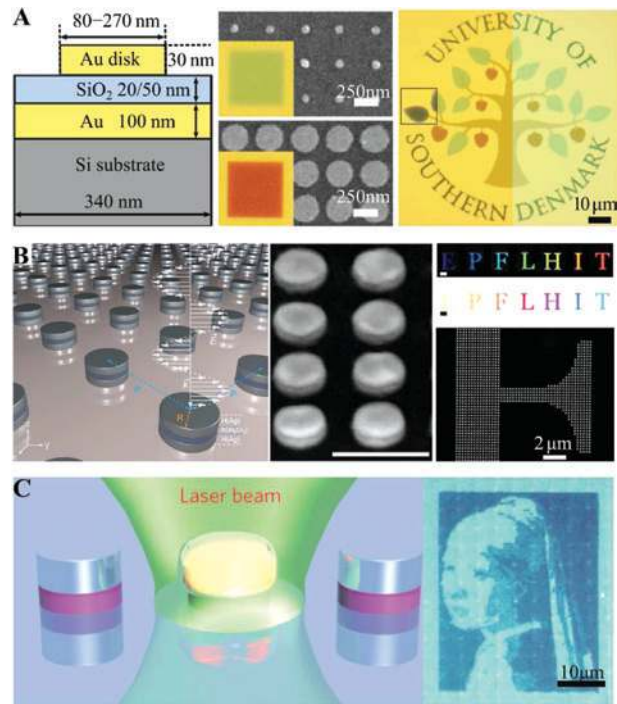 A
80–270 nm
Au disk
30 nm
SiO₂ 20/50 nm
Au 100 nm
Si substrate
340 nm
250nm
250nm
UNIVERSITY OF
SOUTHERN DENMARK
10 μm
B
R
y
E P F L H I T
P F L H I T
2 μm
C
Laser beam
10μm